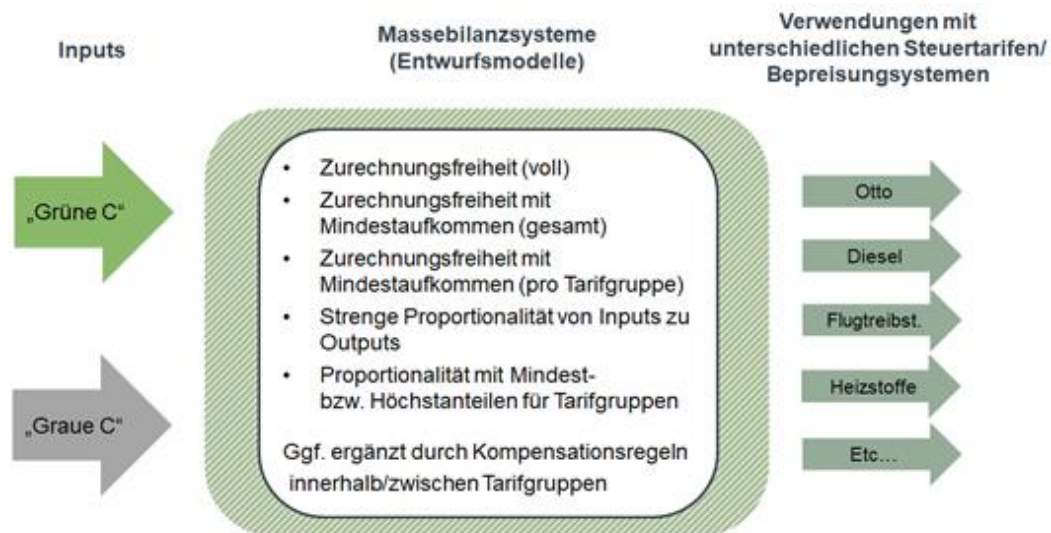 Inputs
Massebilanzsysteme
(Entwurfsmodelle)
Verwendungen mit
unterschiedlichen Steuertarifen/
Bepreisungsystemen
„Grüne C“
„Graue C“
• Zurechnungsfreiheit (voll)
• Zurechnungsfreiheit mit
Mindestaufkommen (gesamt)
• Zurechnungsfreiheit mit
Mindestaufkommen (pro Tarifgruppe)
• Strenge Proportionalität von Inputs zu
Outputs
• Proportionalität mit Mindest-
bzw. Höchstanteilen für Tarifgruppen
Ggf. ergänzt durch Kompensationsregeln
innerhalb/zwischen Tarifgruppen
Otto
Diesel
Flugtreibst.
Heizstoffe
Etc...